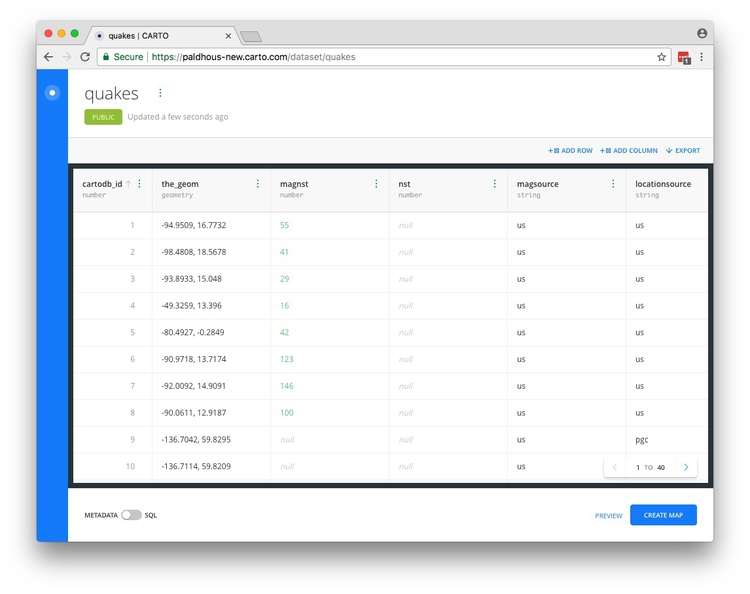 quakes | CARTO
Secure | https://paldhous-new.carto.com/dataset/quakes
1
quakes
PUBLIC Updated a few seconds ago
ADD ROW ADD COLUMN EXPORT
cartodb_id the_geom magnst nst magsource locationsource
number geometry number number string string
1 -94.9509, 16.7732 55 null us us
2 -98.4808, 18.5678 41 null us us
3 -93.8933, 15.048 29 null us us
4 -49.3259, 13.396 16 null us us
5 -80.4927, -0.2849 42 null us us
6 -90.9718, 13.7174 123 null us us
7 -92.0092, 14.9091 146 null us us
8 -90.0611, 12.9187 100 null us us
9 -136.7042, 59.8295 null null us pgc
10 -136.7114, 59.8209 null null us
1 TO 40
METADATA SQL PREVIEW CREATE MAP